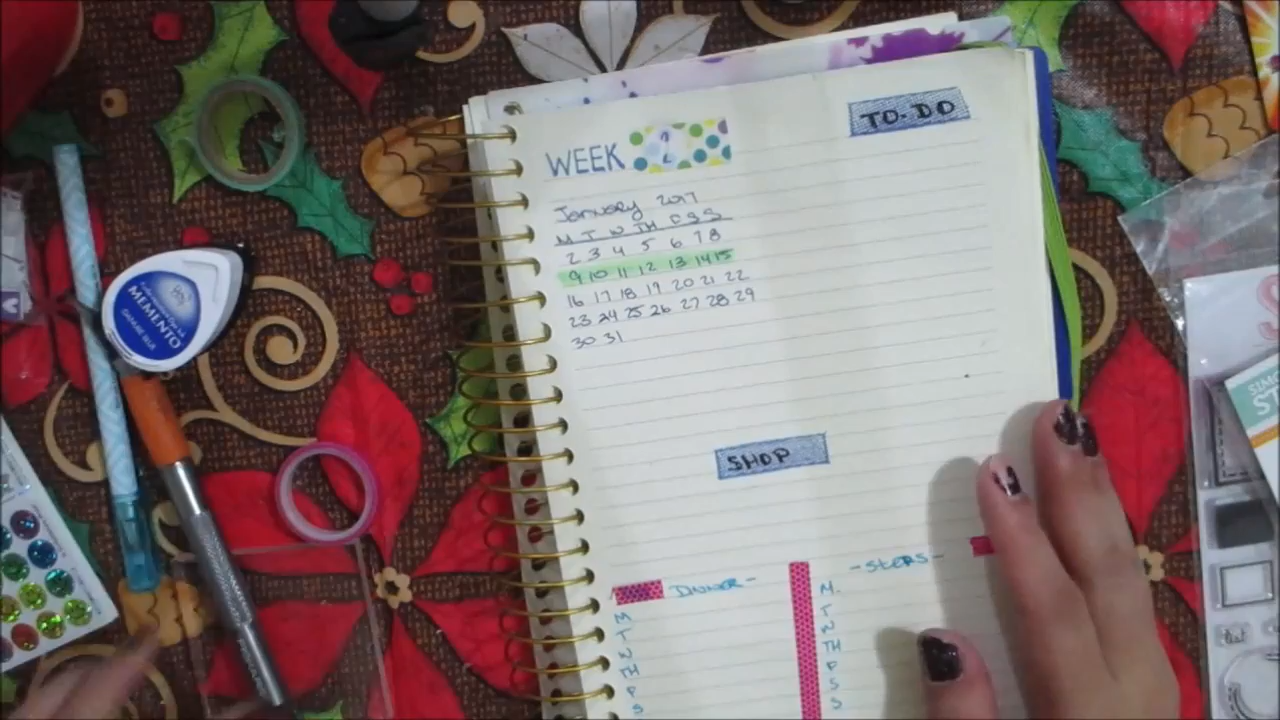 WEEK 2
TO-DO
January 2017
M T W TH F S S
2 3 4 5 6 7 8
9 10 11 12 13 14 15
16 17 18 19 20 21 22
23 24 25 26 27 28 29
30 31
SHOP
DINNER-
M
T
W
TH
F
S
-STEPS-
M.
T
W
TH
F
S
S
MEMENTO
list